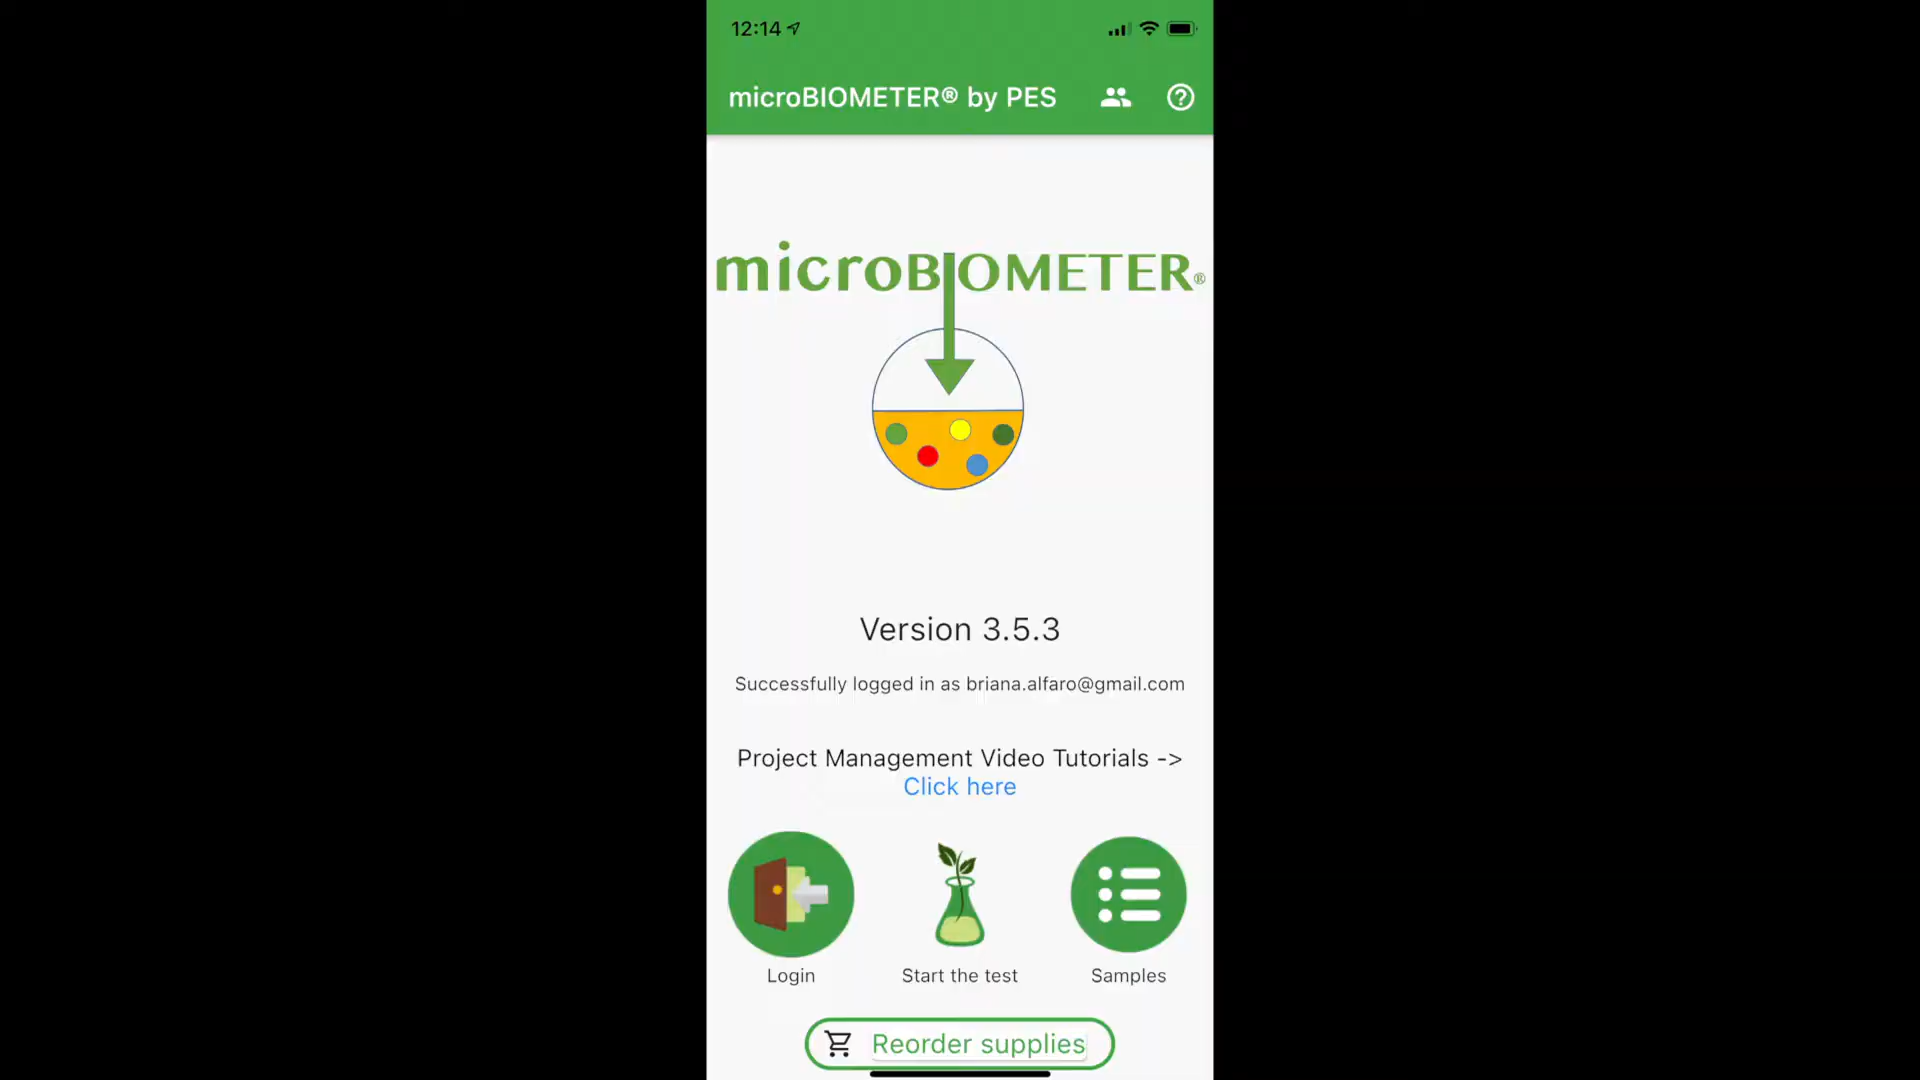 12:14
microBIOMETER® by PES
microBIOMETER®
Version 3.5.3
Successfully logged in as briana.alfaro@gmail.com
Project Management Video Tutorials ->
Click here
Login
Start the test
Samples
Reorder supplies